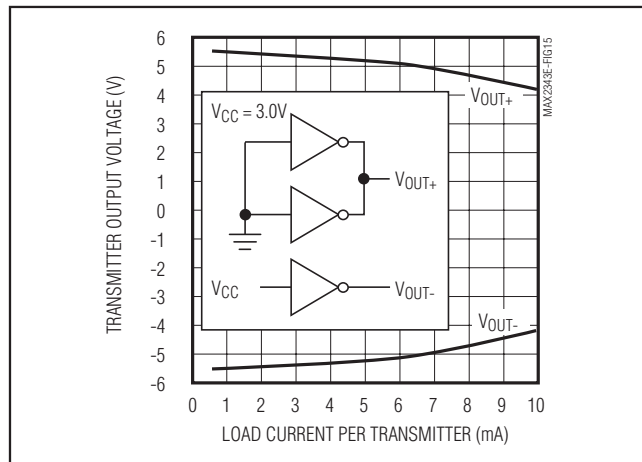 6
5
4
3
2
1
0
-1
-2
-3
-4
-5
-6
TRANSMITTER OUTPUT VOLTAGE (V)
MAX2343E-FIG15
VOUT+
VCC = 3.0V
VOUT+
VCC
VOUT-
VOUT-
0 1 2 3 4 5 6 7 8 9 10
LOAD CURRENT PER TRANSMITTER (mA)